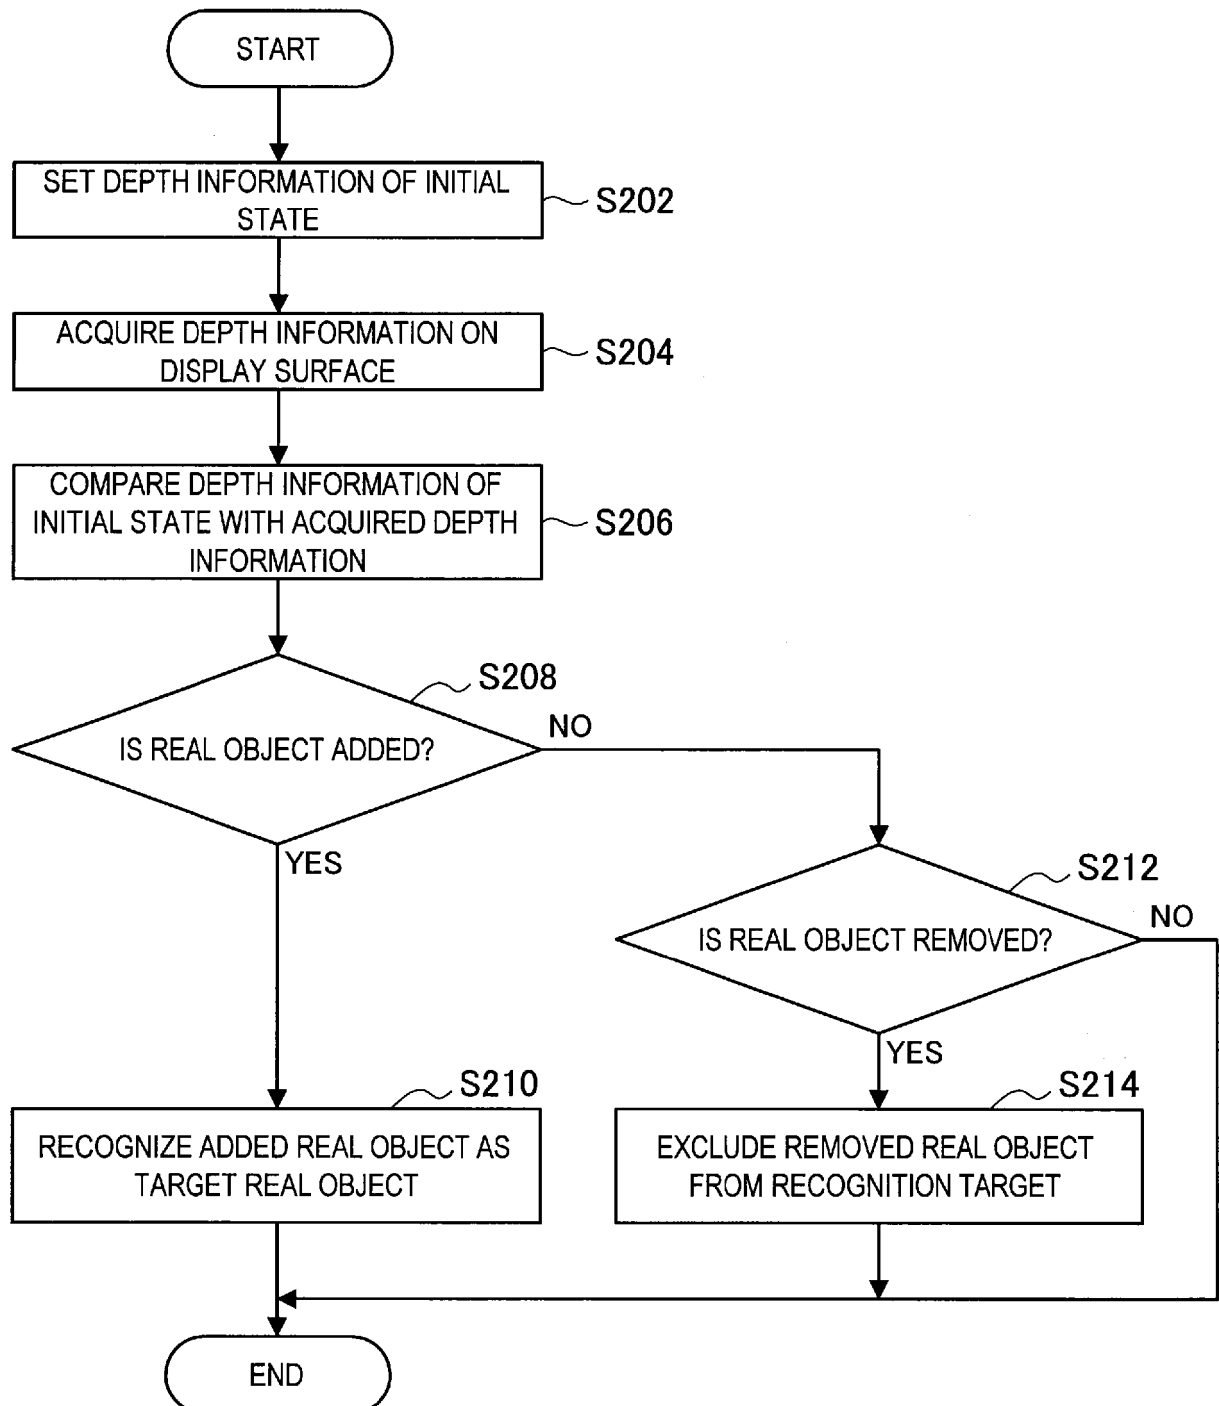 START
SET DEPTH INFORMATION OF INITIAL
STATE
S202
ACQUIRE DEPTH INFORMATION ON
DISPLAY SURFACE
S204
COMPARE DEPTH INFORMATION OF
INITIAL STATE WITH ACQUIRED DEPTH
INFORMATION
S206
S208
IS REAL OBJECT ADDED?
NO
YES
S212
IS REAL OBJECT REMOVED?
NO
YES
S210
RECOGNIZE ADDED REAL OBJECT AS
TARGET REAL OBJECT
S214
EXCLUDE REMOVED REAL OBJECT
FROM RECOGNITION TARGET
END